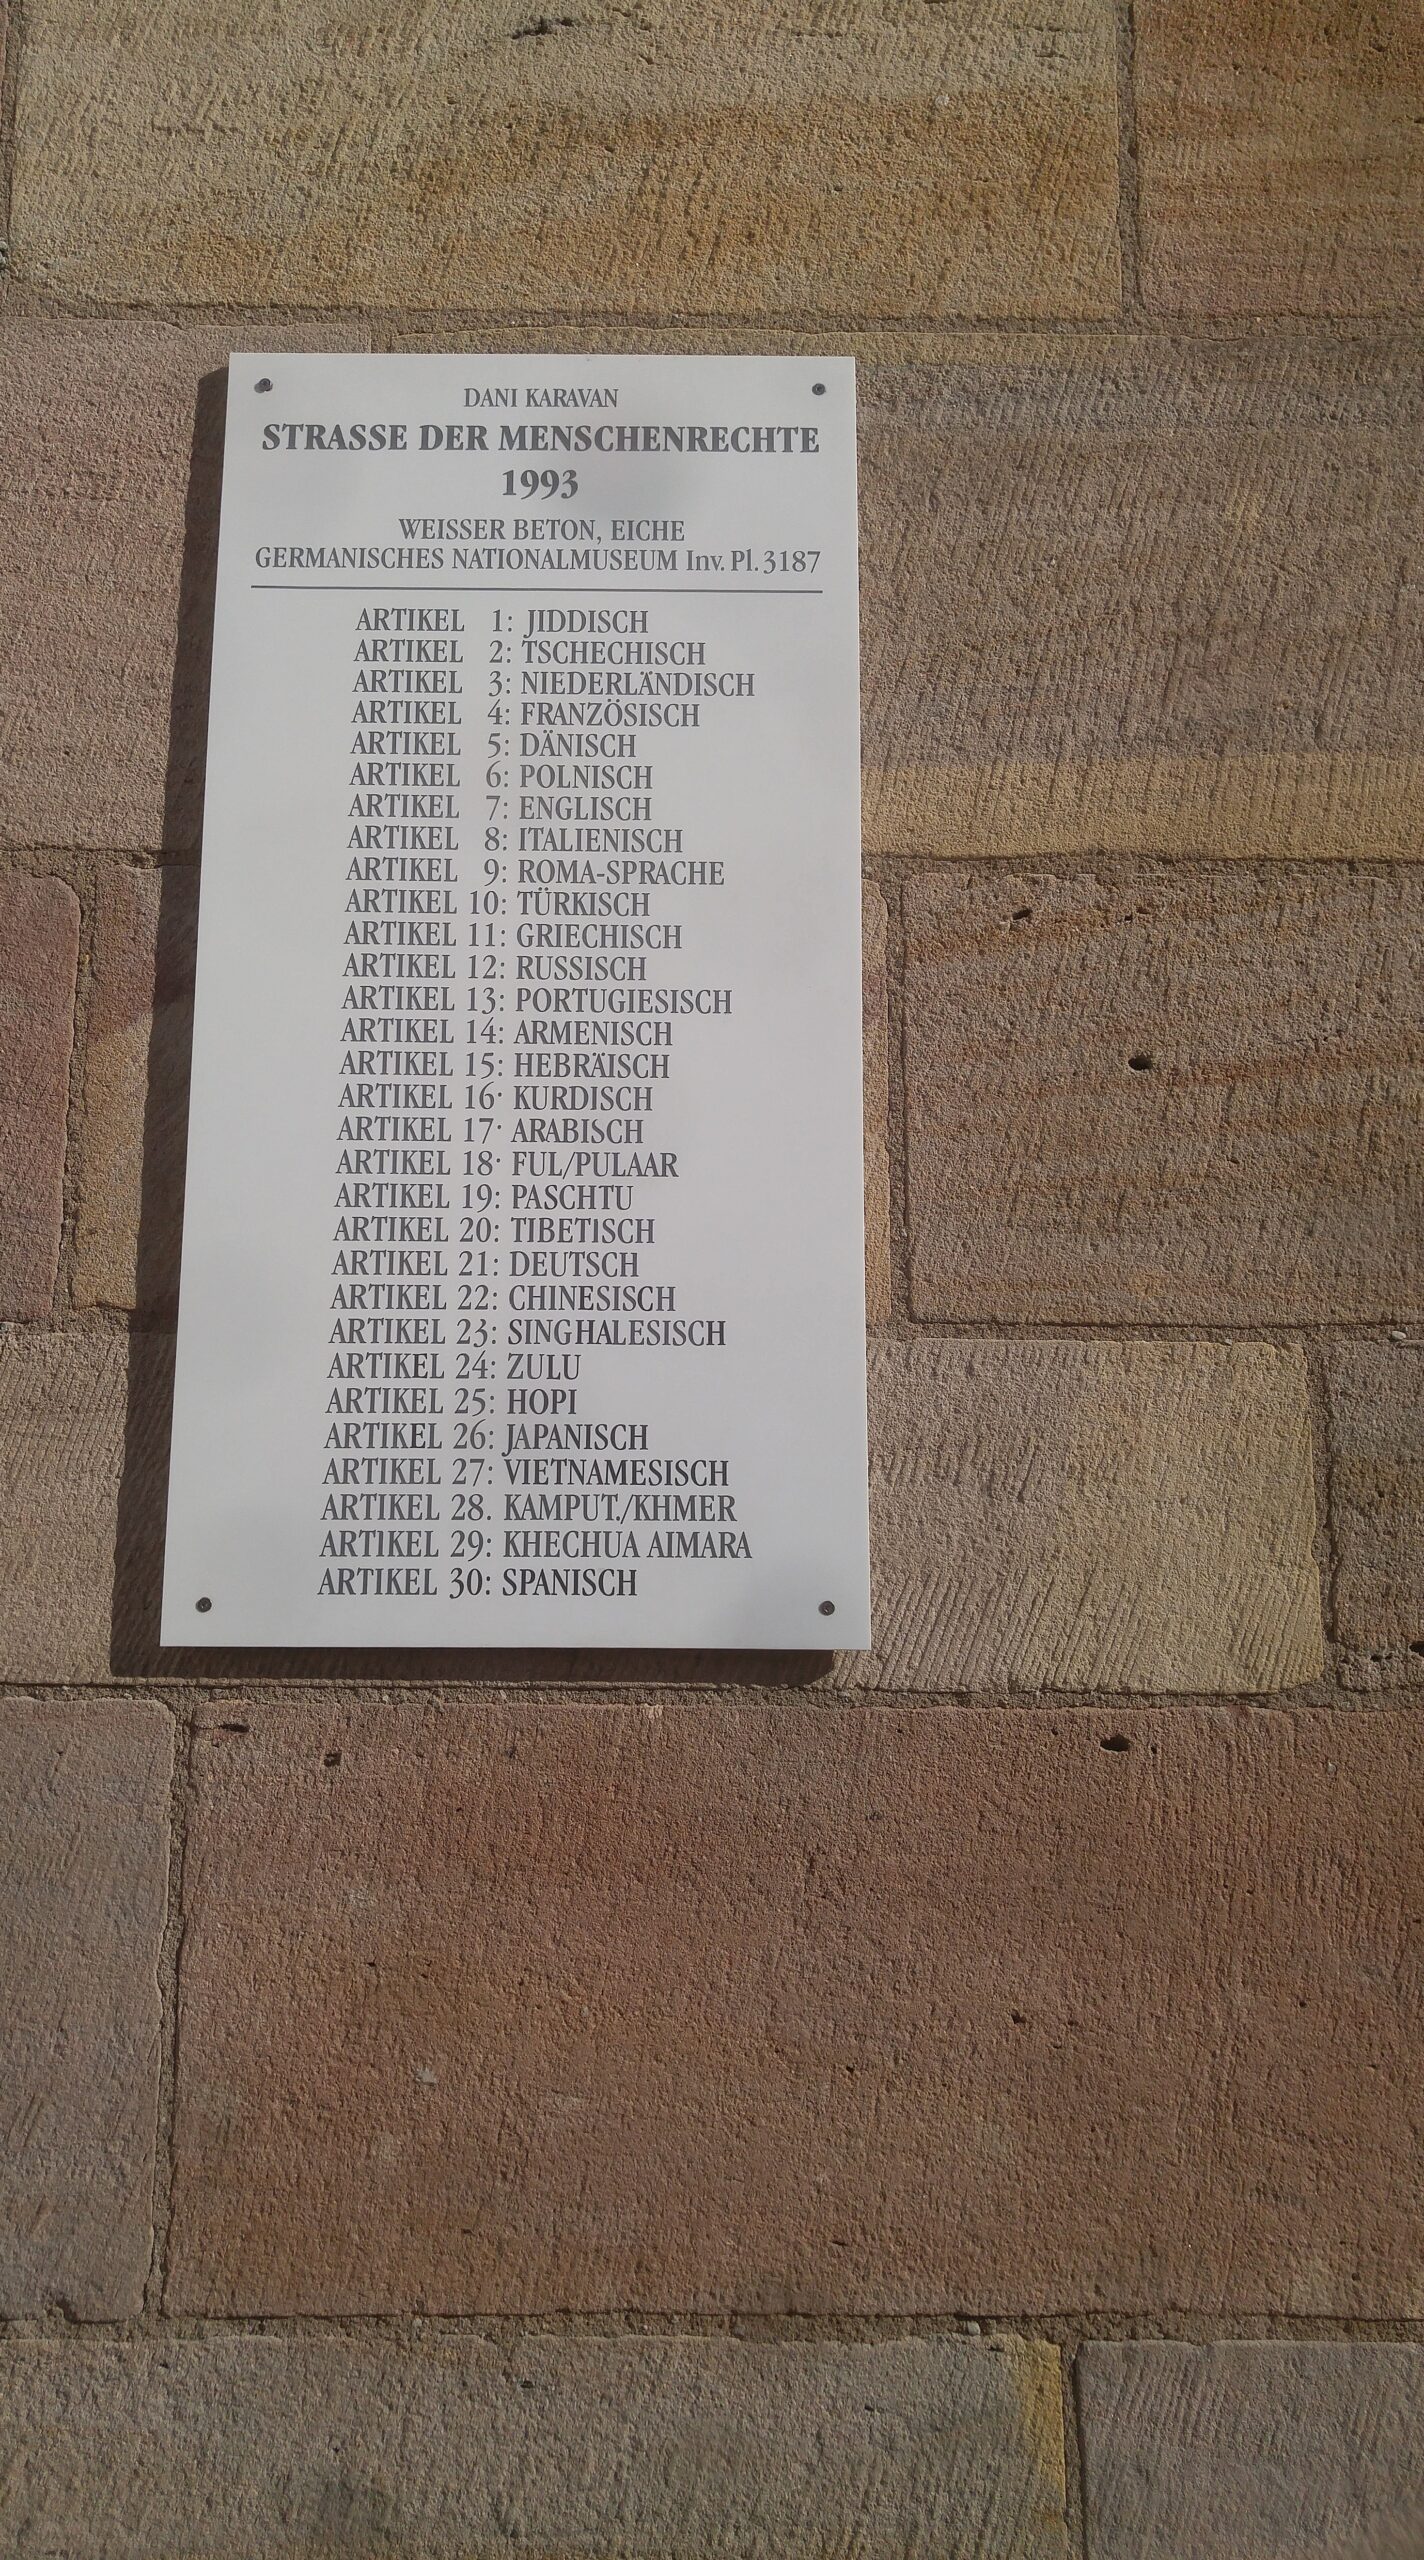 DANI KARAVAN
STRASSE DER MENSCHENRECHTE
1993
WEISSER BETON, EICHE
GERMANISCHES NATIONALMUSEUM Inv. Pl. 3187
ARTIKEL 1: JIDDISCH
ARTIKEL 2: TSCHECHISCH
ARTIKEL 3: NIEDERLÄNDISCH
ARTIKEL 4: FRANZÖSISCH
ARTIKEL 5: DÄNISCH
ARTIKEL 6: POLNISCH
ARTIKEL 7: ENGLISCH
ARTIKEL 8: ITALIENISCH
ARTIKEL 9: ROMA-SPRACHE
ARTIKEL 10: TÜRKISCH
ARTIKEL 11: GRIECHISCH
ARTIKEL 12: RUSSISCH
ARTIKEL 13: PORTUGIESISCH
ARTIKEL 14: ARMENISCH
ARTIKEL 15: HEBRÄISCH
ARTIKEL 16· KURDISCH
ARTIKEL 17· ARABISCH
ARTIKEL 18· FUL/PULAAR
ARTIKEL 19: PASCHTU
ARTIKEL 20: TIBETISCH
ARTIKEL 21: DEUTSCH
ARTIKEL 22: CHINESISCH
ARTIKEL 23: SINGHALESISCH
ARTIKEL 24: ZULU
ARTIKEL 25: HOPI
ARTIKEL 26: JAPANISCH
ARTIKEL 27: VIETNAMESISCH
ARTIKEL 28. KAMPUT./KHMER
ARTIKEL 29: KHECHUA AIMARA
ARTIKEL 30: SPANISCH